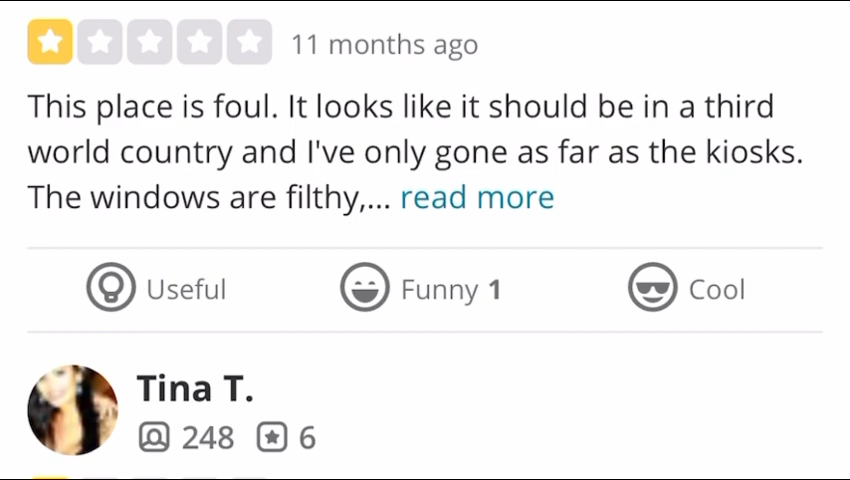 11 months ago
This place is foul. It looks like it should be in a third
world country and I've only gone as far as the kiosks.
The windows are filthy,... read more
Useful Funny 1 Cool
Tina T.
248 6